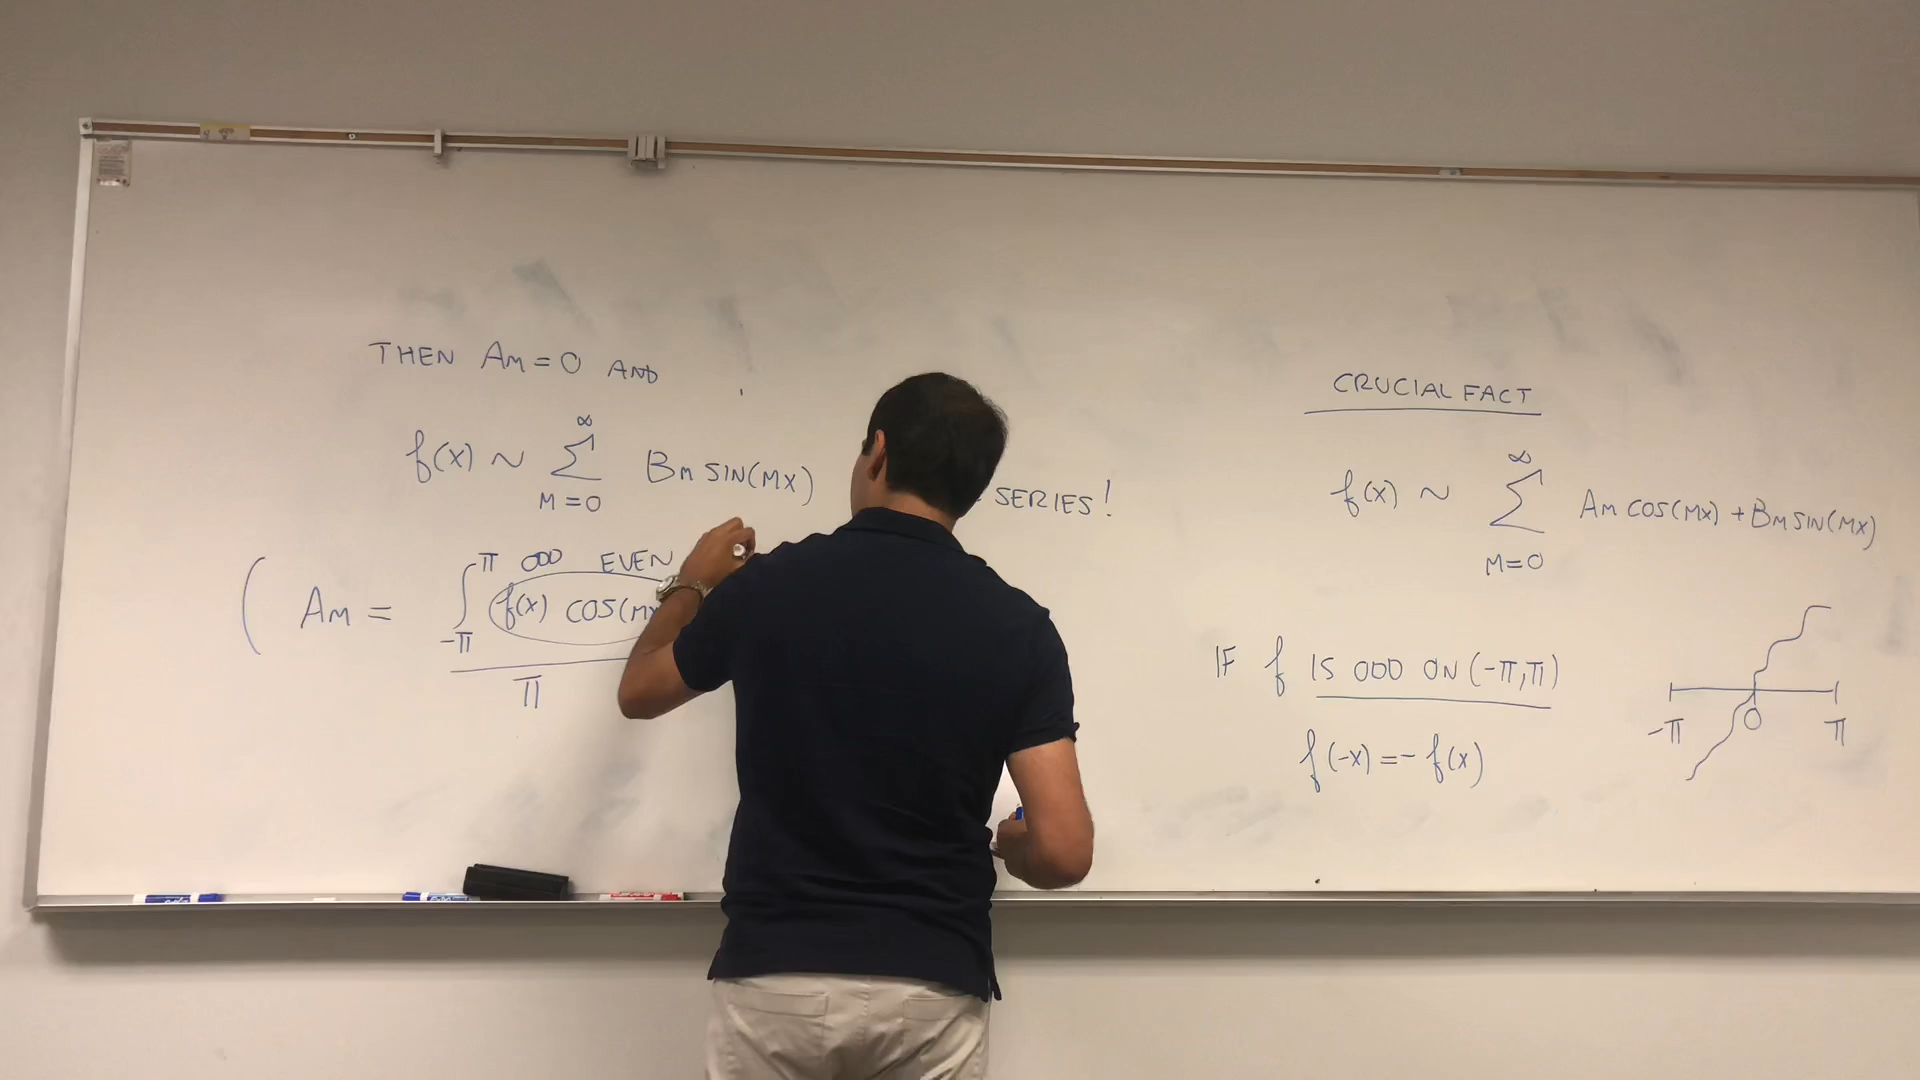 THEN AM = 0 AND
∞
f(x) ~ Σ BM SIN(MX) SERIES!
M=0
π ODD EVEN
( AM = ∫ f(x) COS(MX
-π
π
CRUCIAL FACT
∞
f(x) ~ Σ AM COS(MX) + BM SIN(MX)
M=0
IF f IS ODD ON (-π,π)
f(-x) = - f(x)
-π 0 π